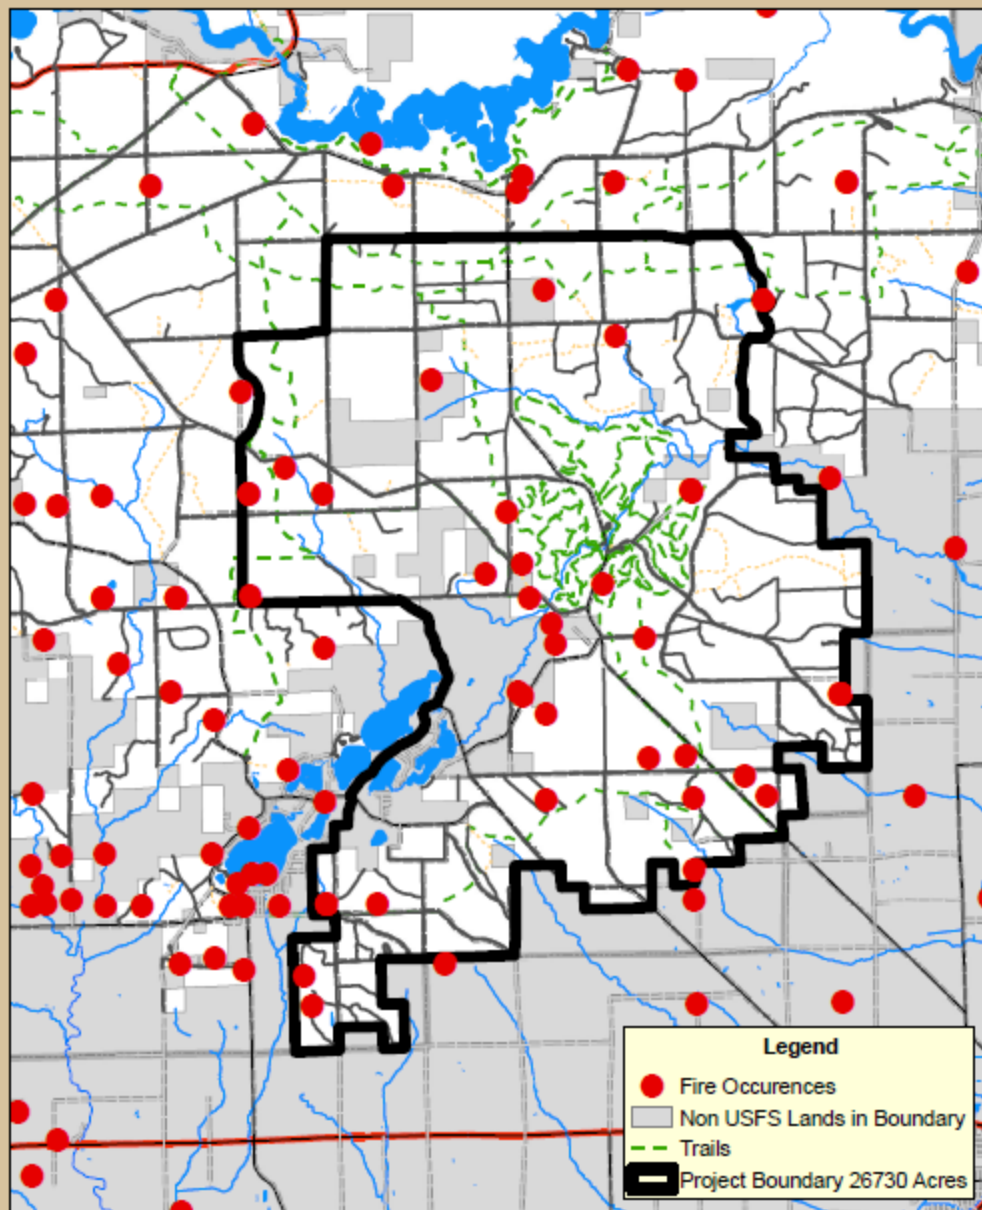 Legend
Fire Occurences
Non USFS Lands in Boundary
Trails
Project Boundary 26730 Acres